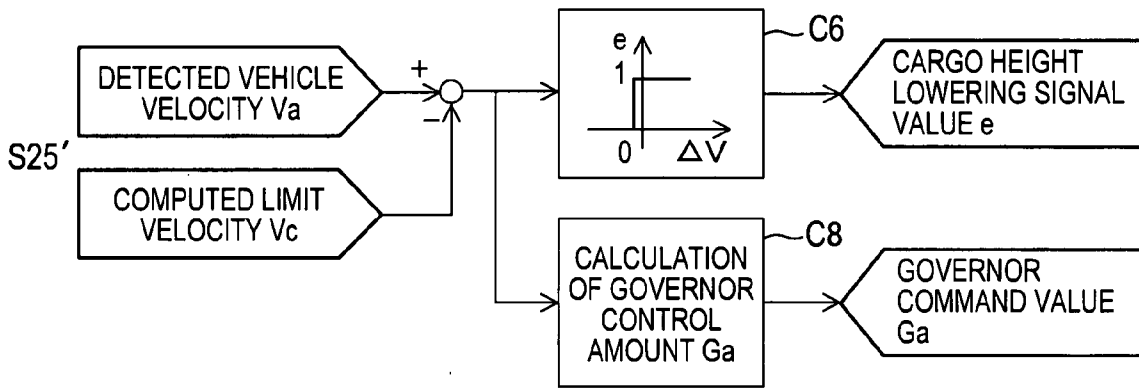 S25'
DETECTED VEHICLE
VELOCITY Va
COMPUTED LIMIT
VELOCITY Vc
+
−
e
1
0
ΔV
C6
CARGO HEIGHT
LOWERING SIGNAL
VALUE e
CALCULATION
OF GOVERNOR
CONTROL
AMOUNT Ga
C8
GOVERNOR
COMMAND VALUE
Ga